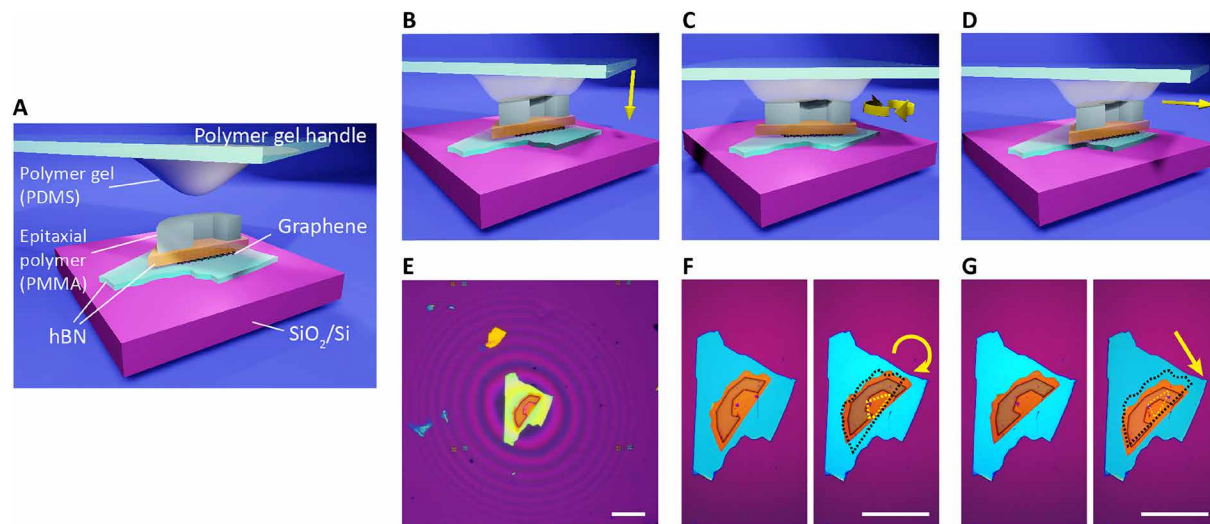 A
Polymer gel handle
Polymer gel
(PDMS)
Epitaxial
polymer
(PMMA)
Graphene
hBN
SiO2/Si
B
C
D
E
F
G